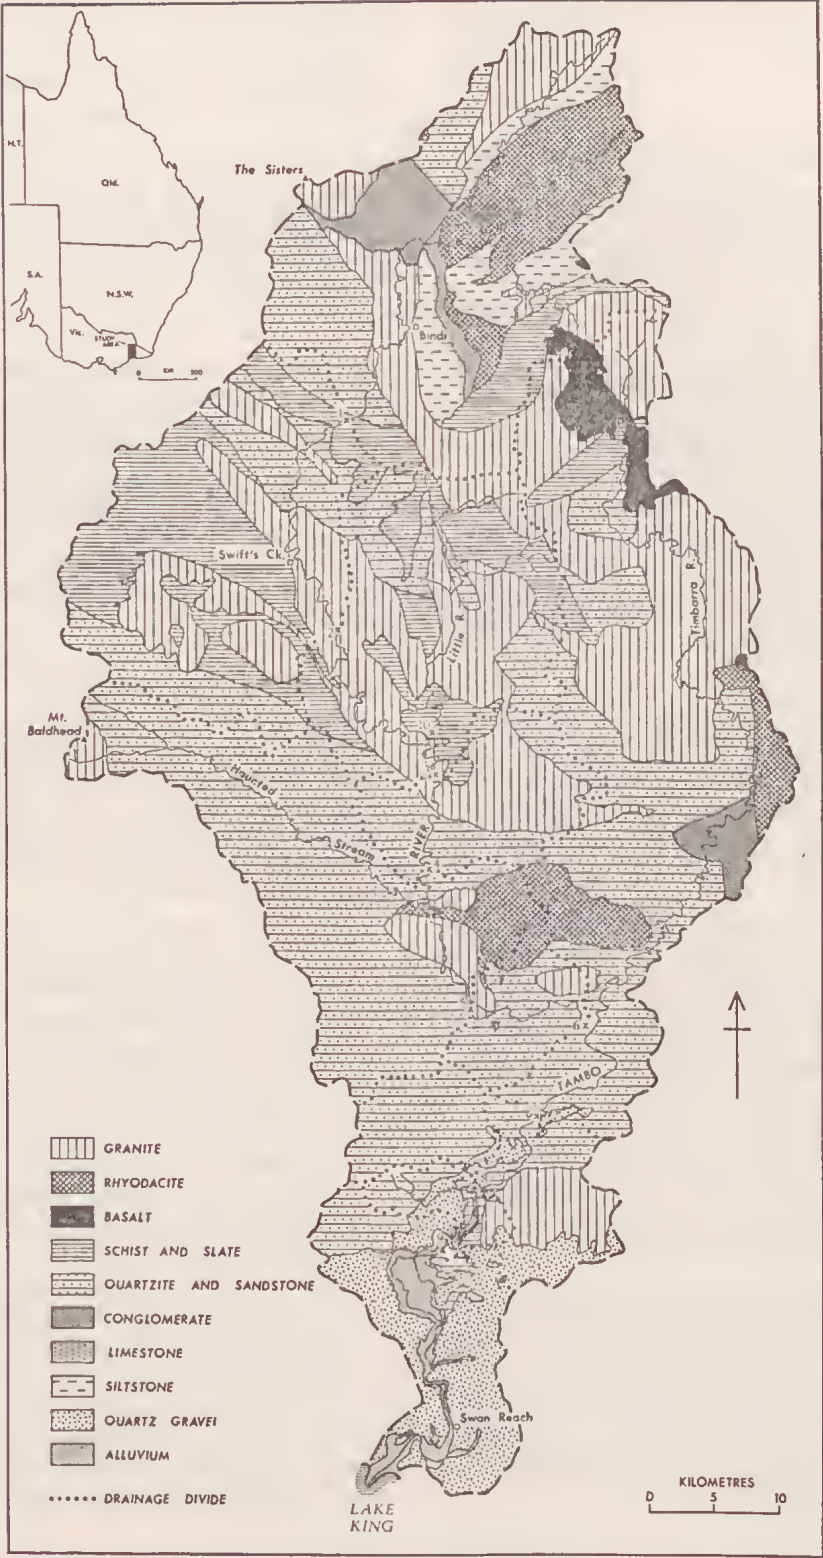 N.T.
Qld.
S.A.
N.S.W.
Vic.
STUDY
AREA
0 KM 500
The Sisters
Bindi
Swift's Ck.
Little R.
Timbarra R.
Mt.
Baldhead
Haunted
Stream
RIVER
TAMBO
GRANITE
RHYODACITE
BASALT
SCHIST AND SLATE
QUARTZITE AND SANDSTONE
CONGLOMERATE
LIMESTONE
SILTSTONE
QUARTZ GRAVEL
ALLUVIUM
DRAINAGE DIVIDE
Swan Reach
LAKE
KING
KILOMETRES
0 5 10